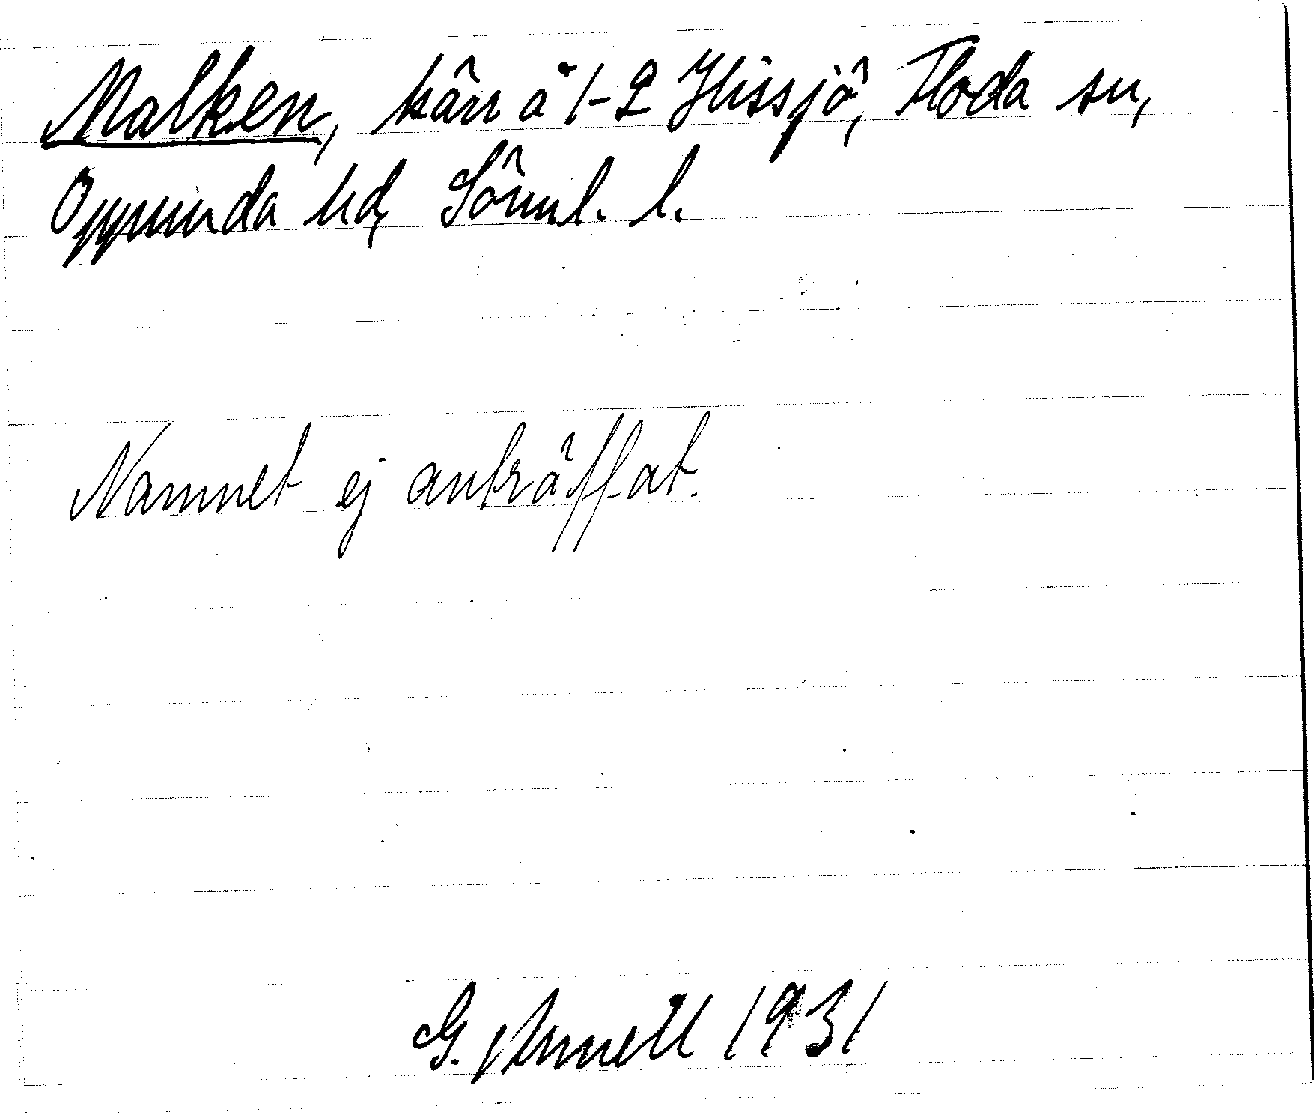 Malken, kärr å 1-2 Hissjö, Floda sn,
Oppunda hd, Sörml. l.
Namnet ej anträffat.
G. Arnell 1931